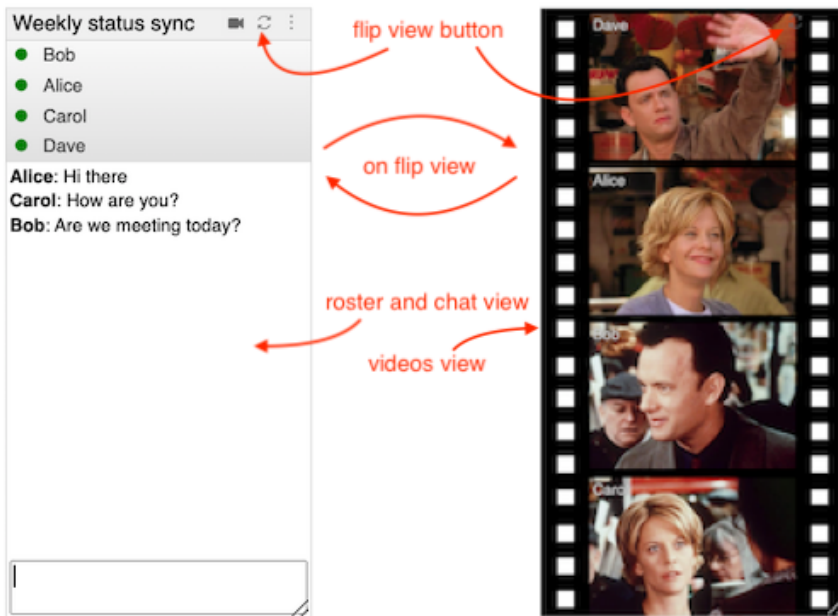 Weekly status sync
Bob
Alice
Carol
Dave
Alice: Hi there
Carol: How are you?
Bob: Are we meeting today?
flip view button
on flip view
roster and chat view
videos view
Dave
Alice
Bob
Carol